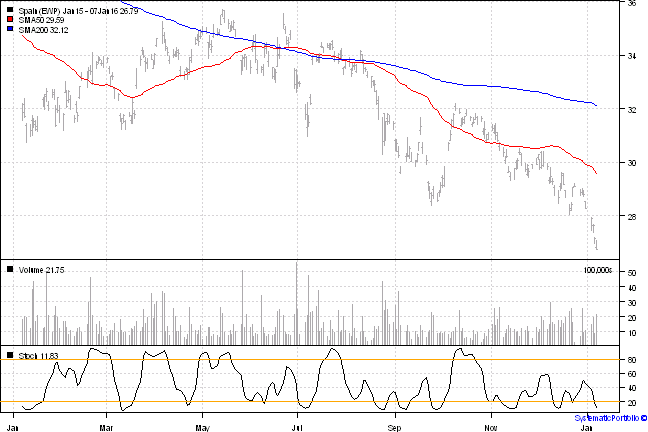 Spain (EWP) Jan 15 - 07Jan16 26.79
SMA50 29.59
SMA200 32.12
36
34
32
30
28
Volume 21.75
100,000s
50
40
30
20
10
Stoch 11.83
80
60
40
20
Jan
Mar
May
Jul
Sep
Nov
Jan
SystematicPortfolio ©